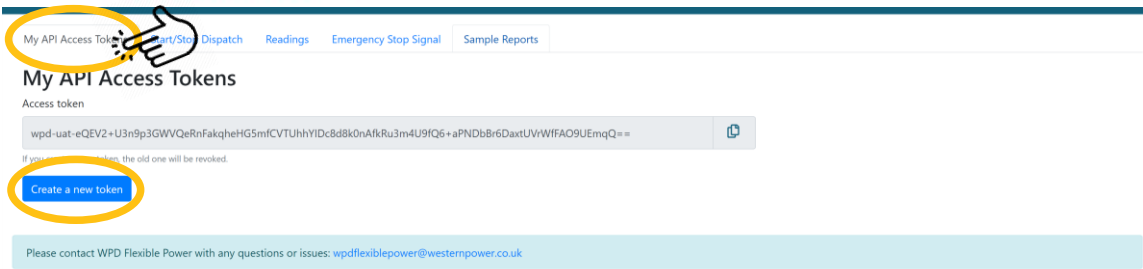 My API Access Tokens Start/Stop Dispatch Readings Emergency Stop Signal Sample Reports
My API Access Tokens
Access token
wpd-uat-eQEV2+U3n9p3GWVQeRnFakqheHG5mfCVTUhhYIDc8d8k0nAfkRu3m4U9fQ6+aPNDbBr6DaxtUVrWfFAO9UEmqQ==
If you token, the old one will be revoked.
Create a new token
Please contact WPD Flexible Power with any questions or issues: wpdflexiblepower@westernpower.co.uk